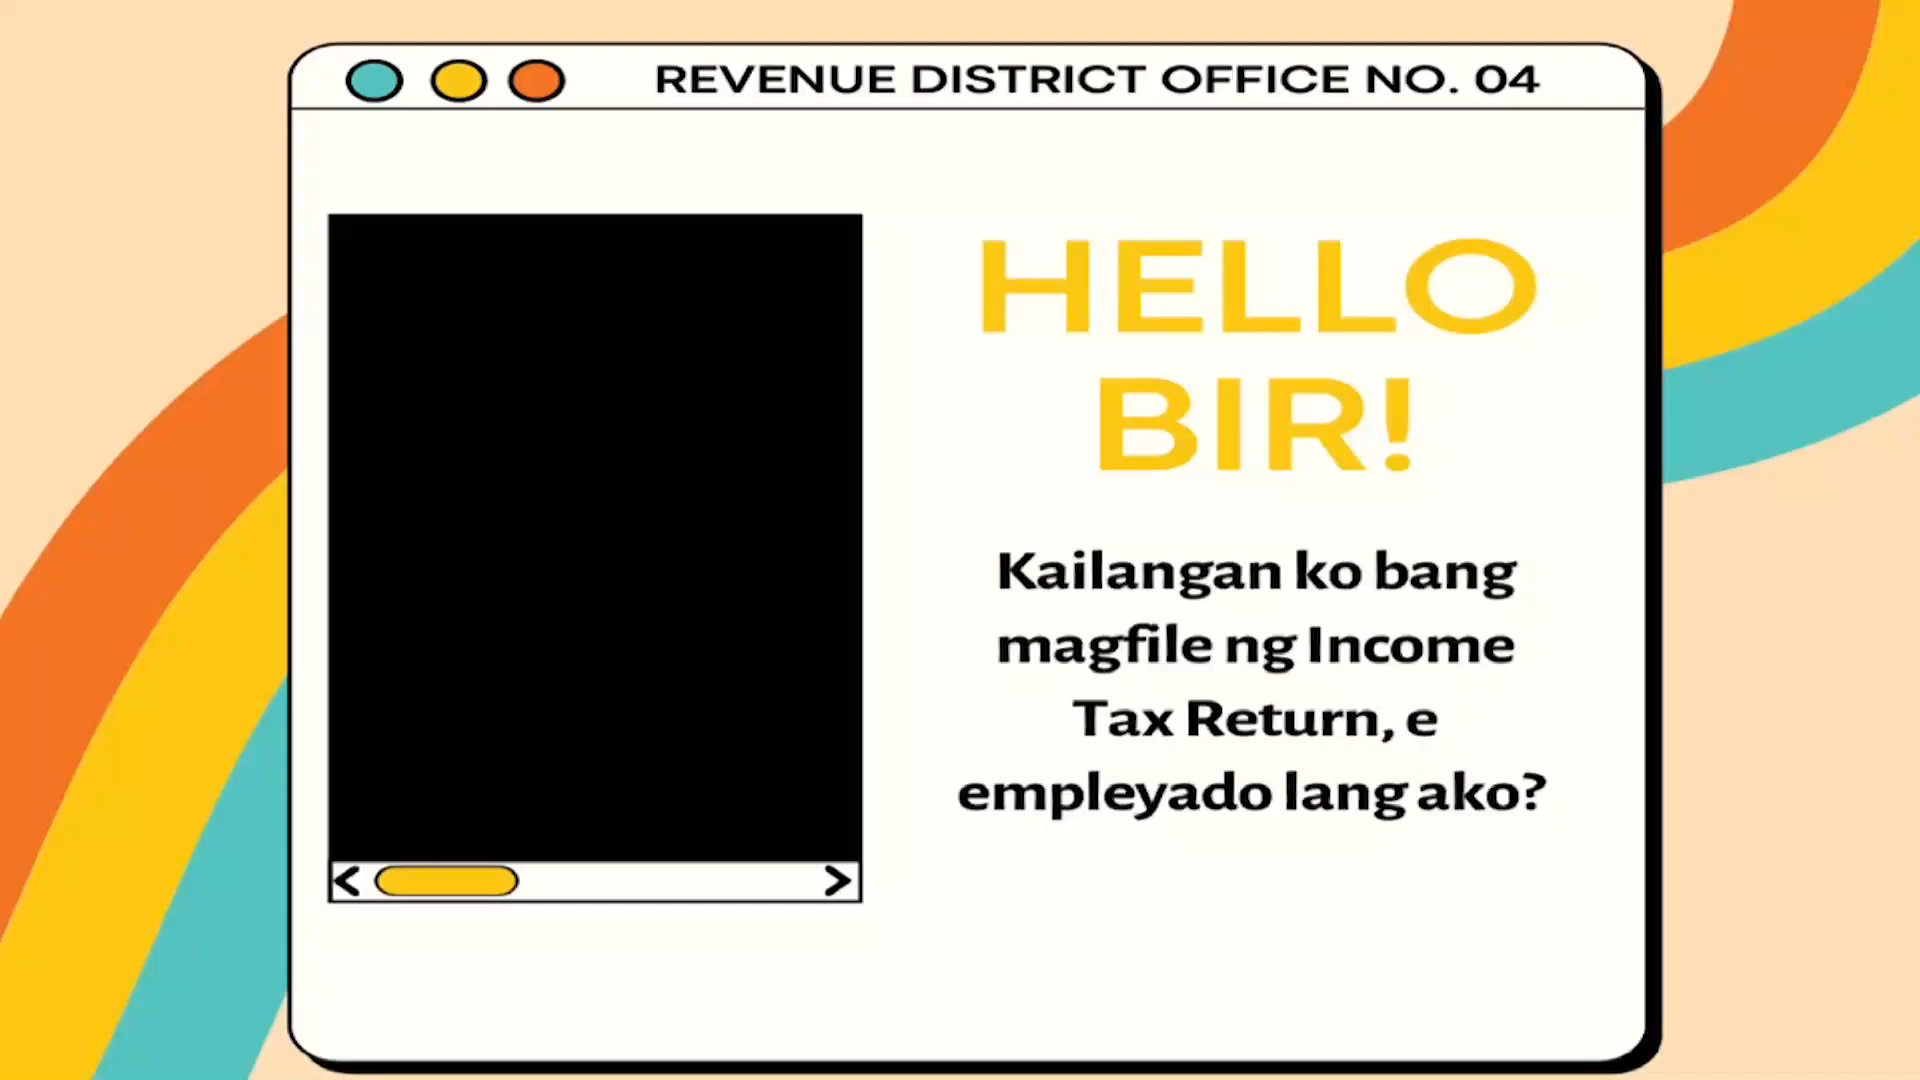 REVENUE DISTRICT OFFICE NO. 04
HELLO
BIR!
Kailangan ko bang
magfile ng Income
Tax Return, e
empleyado lang ako?